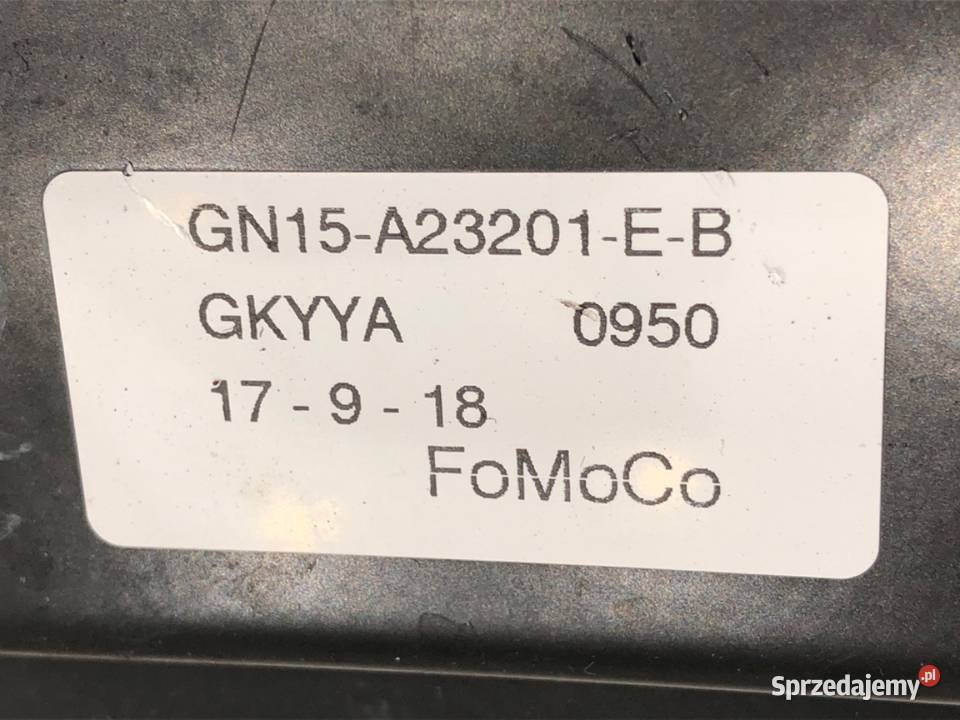 GN15-A23201-E-B
GKYYA 0950
17 - 9 - 18
FoMoCo
Sprzedajemy.pl